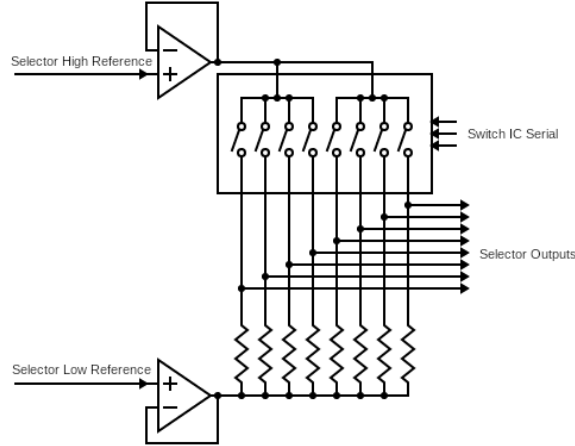 Selector High Reference
Switch IC Serial
Selector Outputs
Selector Low Reference